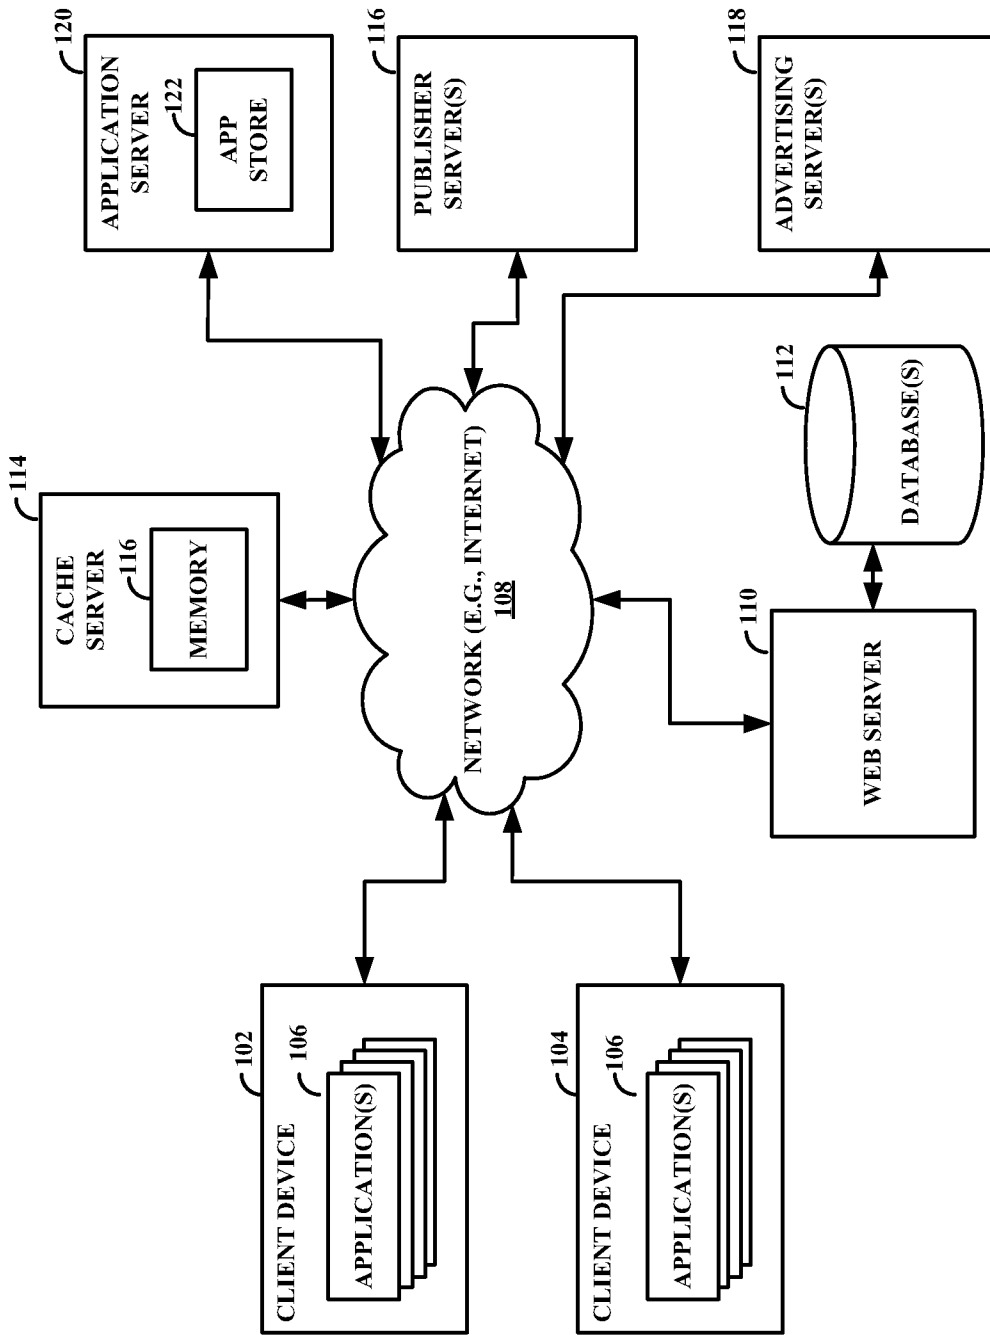 CLIENT DEVICE
102
106
APPLICATION(S)
CLIENT DEVICE
104
106
APPLICATION(S)
CACHE
SERVER
114
116
MEMORY
NETWORK (E.G., INTERNET)
108
WEB SERVER
110
DATABASE(S)
112
APPLICATION
SERVER
120
122
APP
STORE
PUBLISHER
SERVER(S)
116
ADVERTISING
SERVER(S)
118